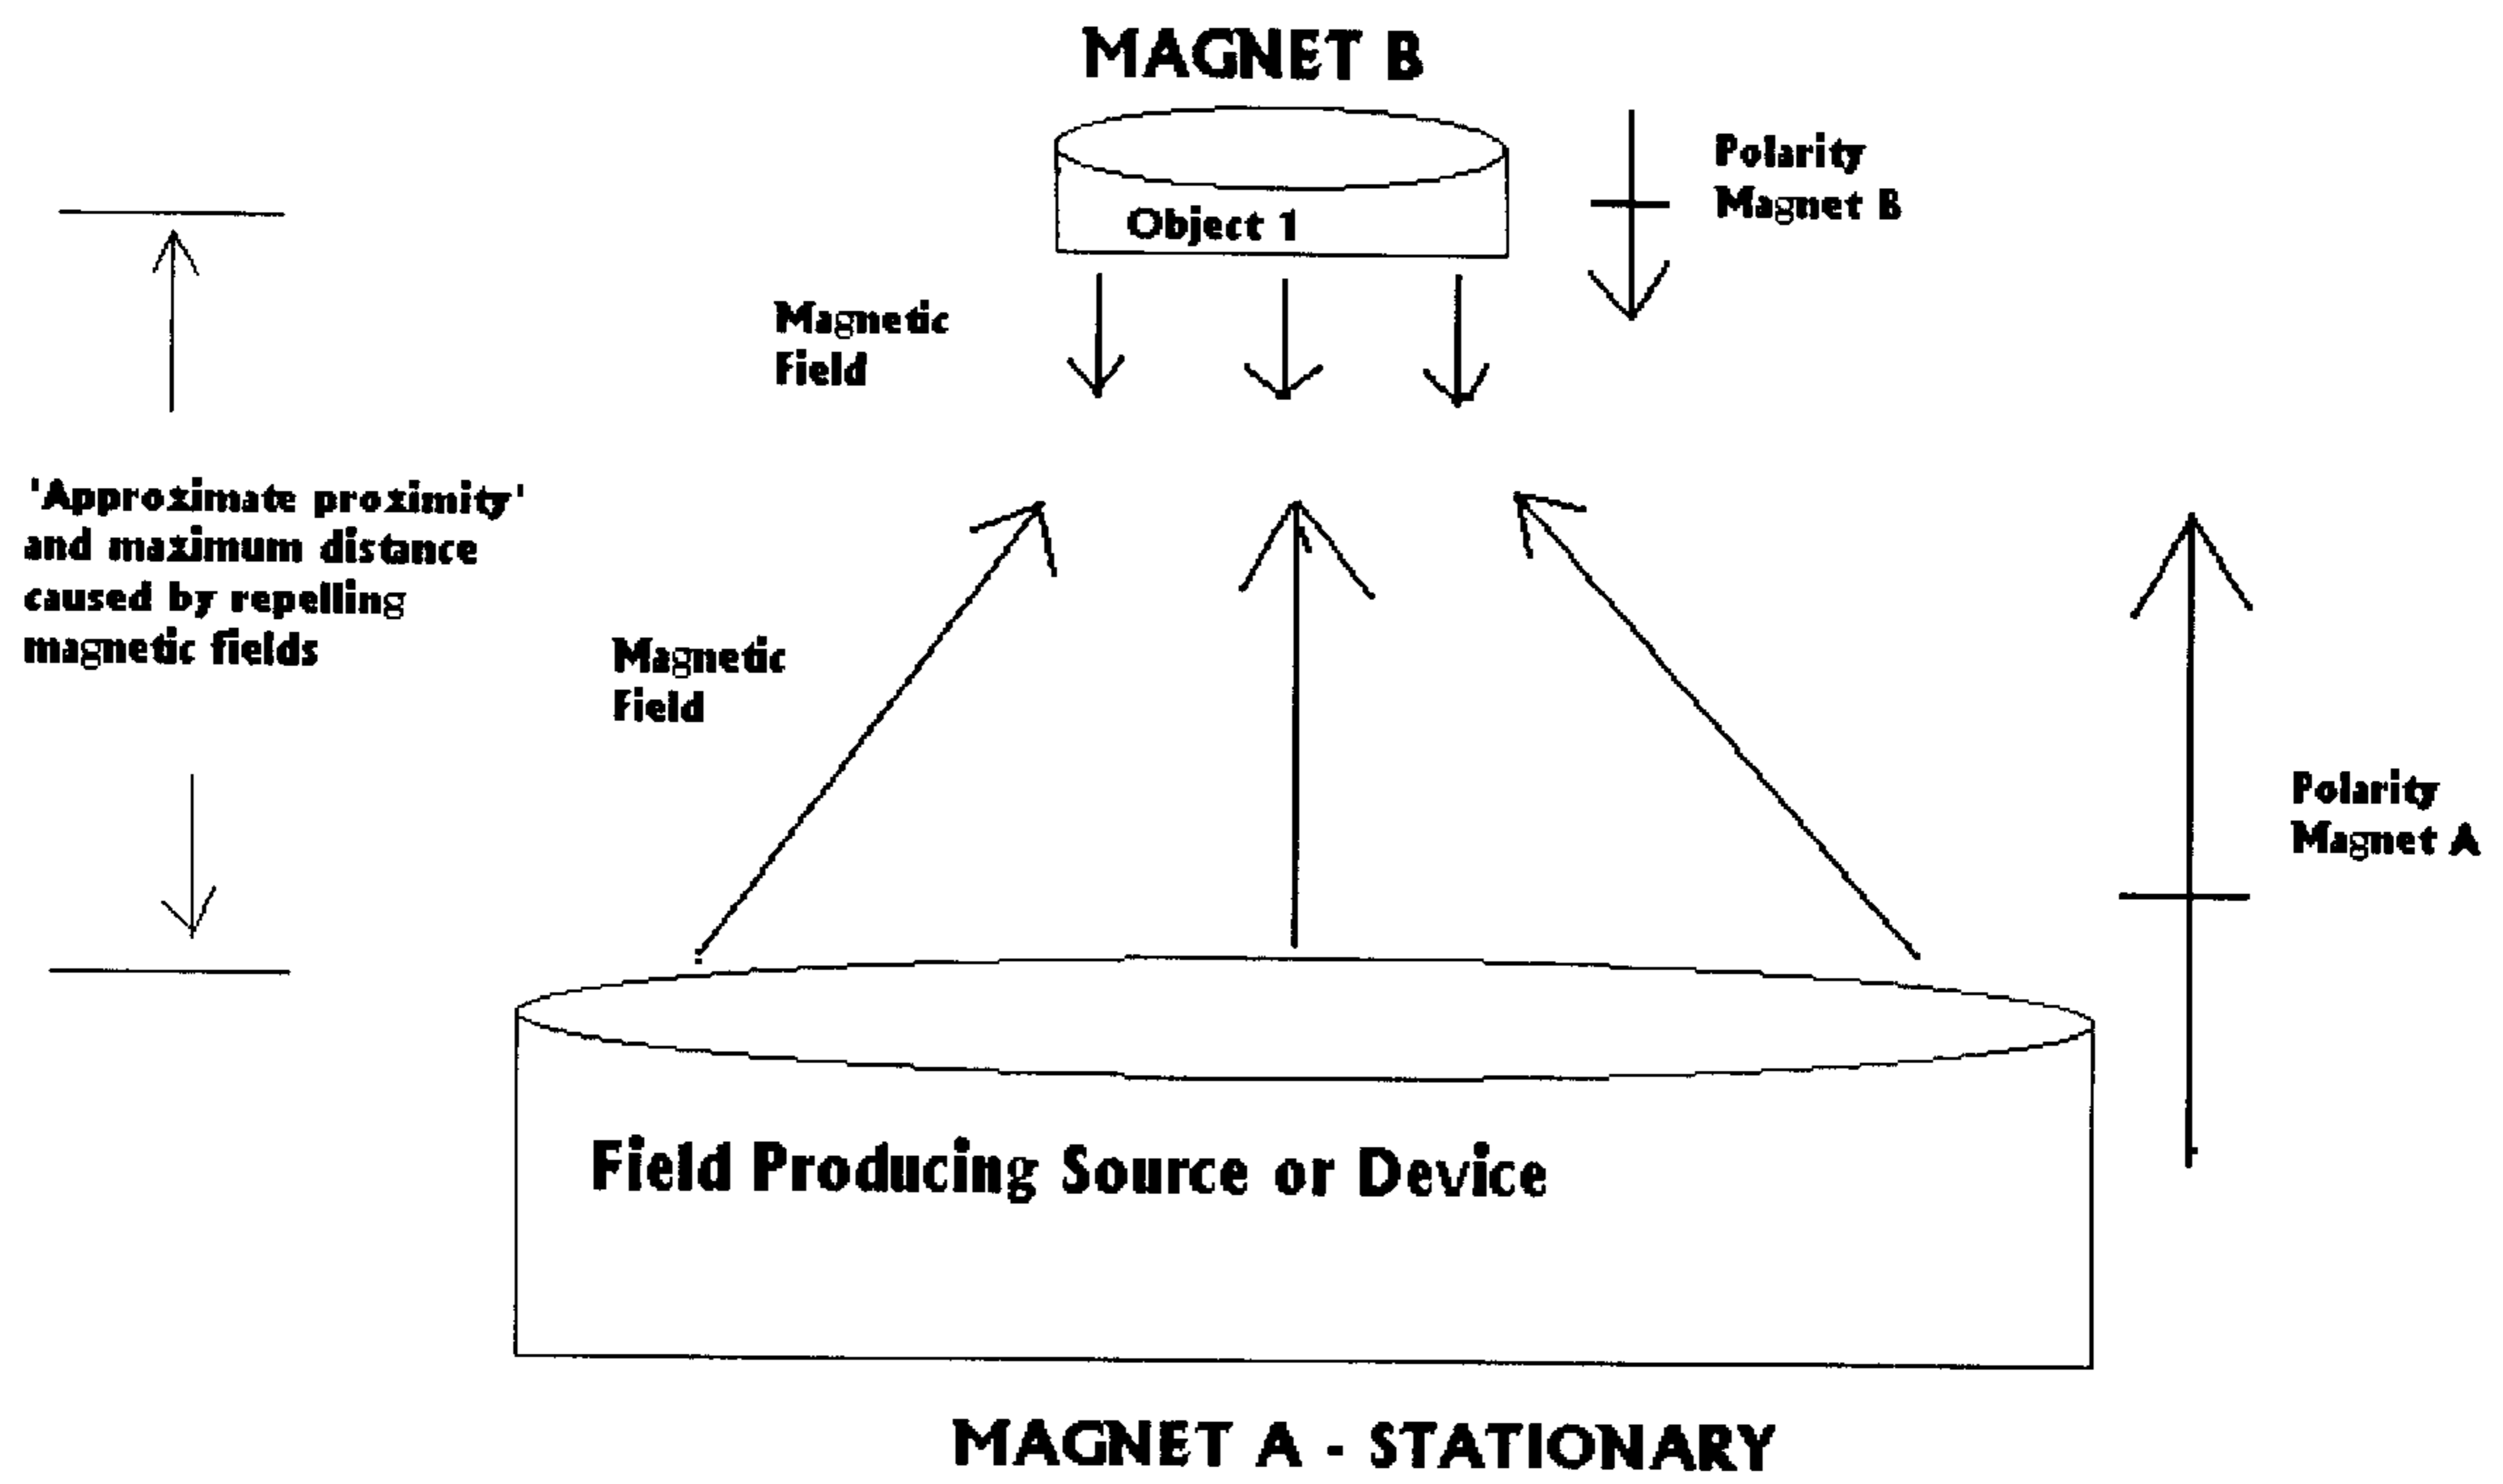 MAGNET B
Polarity
Magnet B
Object 1
Magnetic
Field
'Approximate proximity'
and maximum distance
caused by repelling
magnetic fields
Magnetic
Field
Polarity
Magnet A
Field Producing Source or Device
MAGNET A - STATIONARY